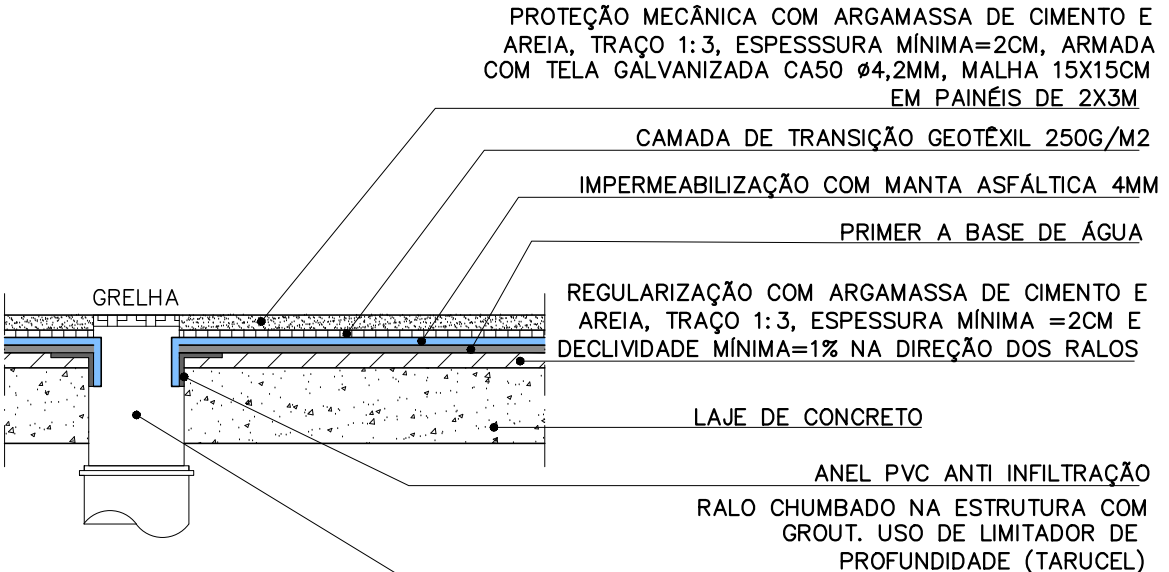 PROTEÇÃO MECÂNICA COM ARGAMASSA DE CIMENTO E
AREIA, TRAÇO 1:3, ESPESSSURA MÍNIMA=2CM, ARMADA
COM TELA GALVANIZADA CA50 Ø4,2MM, MALHA 15X15CM
EM PAINÉIS DE 2X3M
CAMADA DE TRANSIÇÃO GEOTÊXIL 250G/M2
IMPERMEABILIZAÇÃO COM MANTA ASFÁLTICA 4MM
PRIMER A BASE DE ÁGUA
GRELHA
REGULARIZAÇÃO COM ARGAMASSA DE CIMENTO E
AREIA, TRAÇO 1:3, ESPESSURA MÍNIMA =2CM E
DECLIVIDADE MÍNIMA=1% NA DIREÇÃO DOS RALOS
LAJE DE CONCRETO
ANEL PVC ANTI INFILTRAÇÃO
RALO CHUMBADO NA ESTRUTURA COM
GROUT. USO DE LIMITADOR DE
PROFUNDIDADE (TARUCEL)